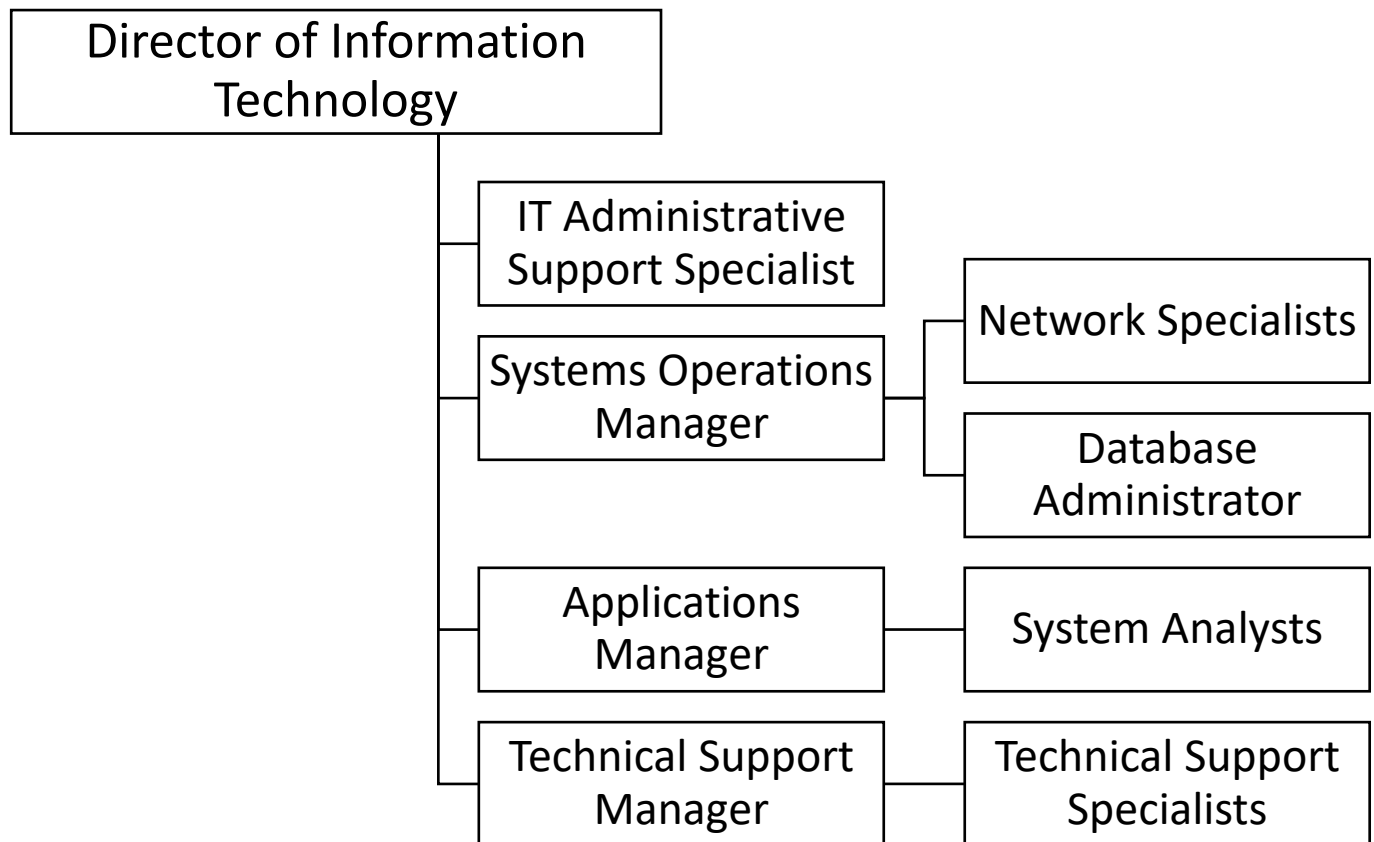 Director of Information
Technology
IT Administrative
Support Specialist
Systems Operations
Manager
Network Specialists
Database
Administrator
Applications
Manager
System Analysts
Technical Support
Manager
Technical Support
Specialists